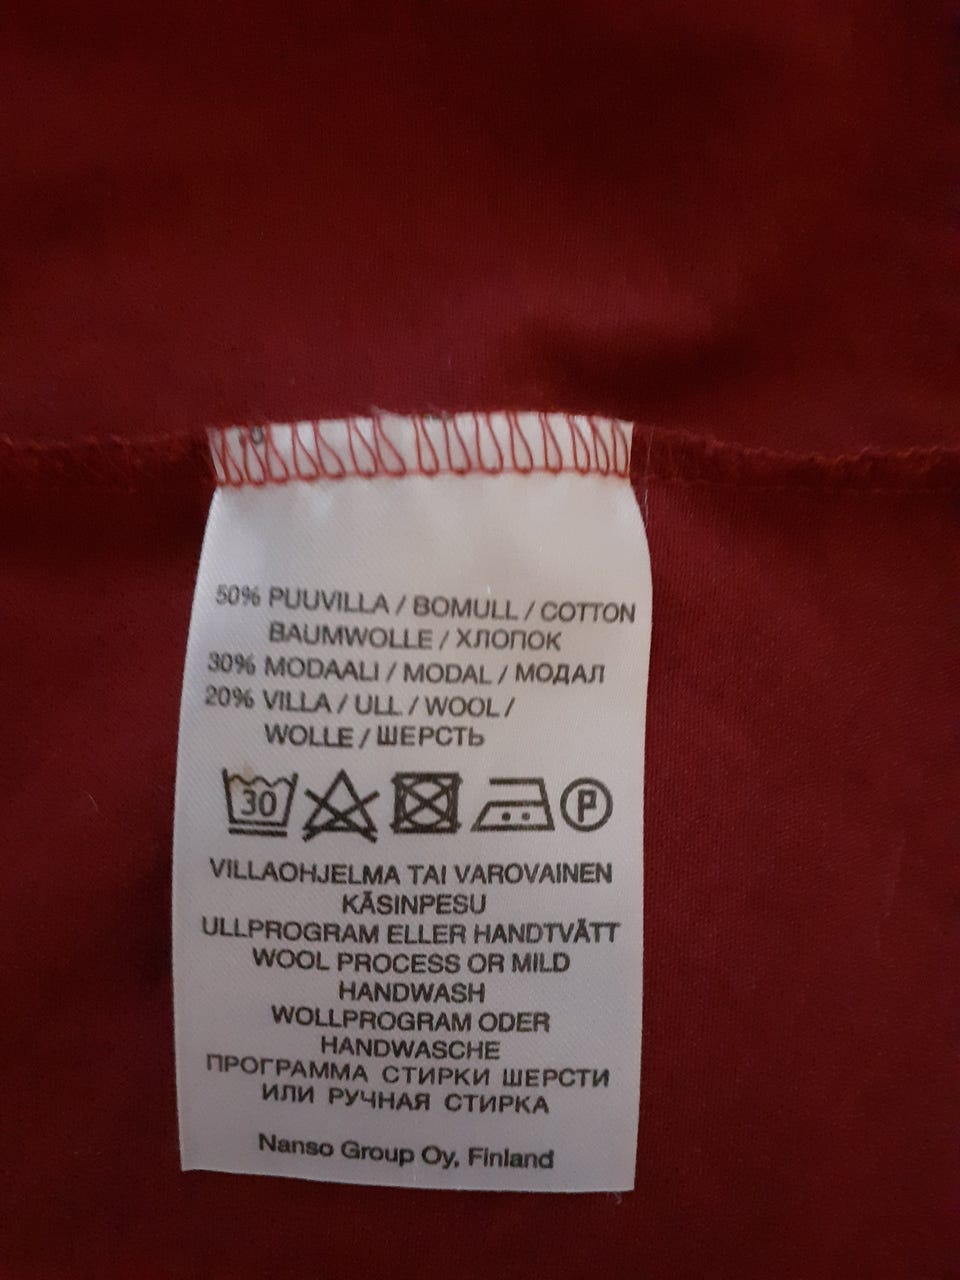 50% PUUVILLA / BOMULL / COTTON
BAUMWOLLE / ХЛОПОК
30% MODAALI / MODAL / МОДАЛ
20% VILLA / ULL / WOOL /
WOLLE / ШЕРСТЬ
30 P
VILLAOHJELMA TAI VAROVAINEN
KÄSINPESU
ULLPROGRAM ELLER HANDTVÄTT
WOOL PROCESS OR MILD
HANDWASH
WOLLPROGRAM ODER
HANDWASCHE
ПРОГРАММА СТИРКИ ШЕРСТИ
ИЛИ РУЧНАЯ СТИРКА
Nanso Group Oy, Finland